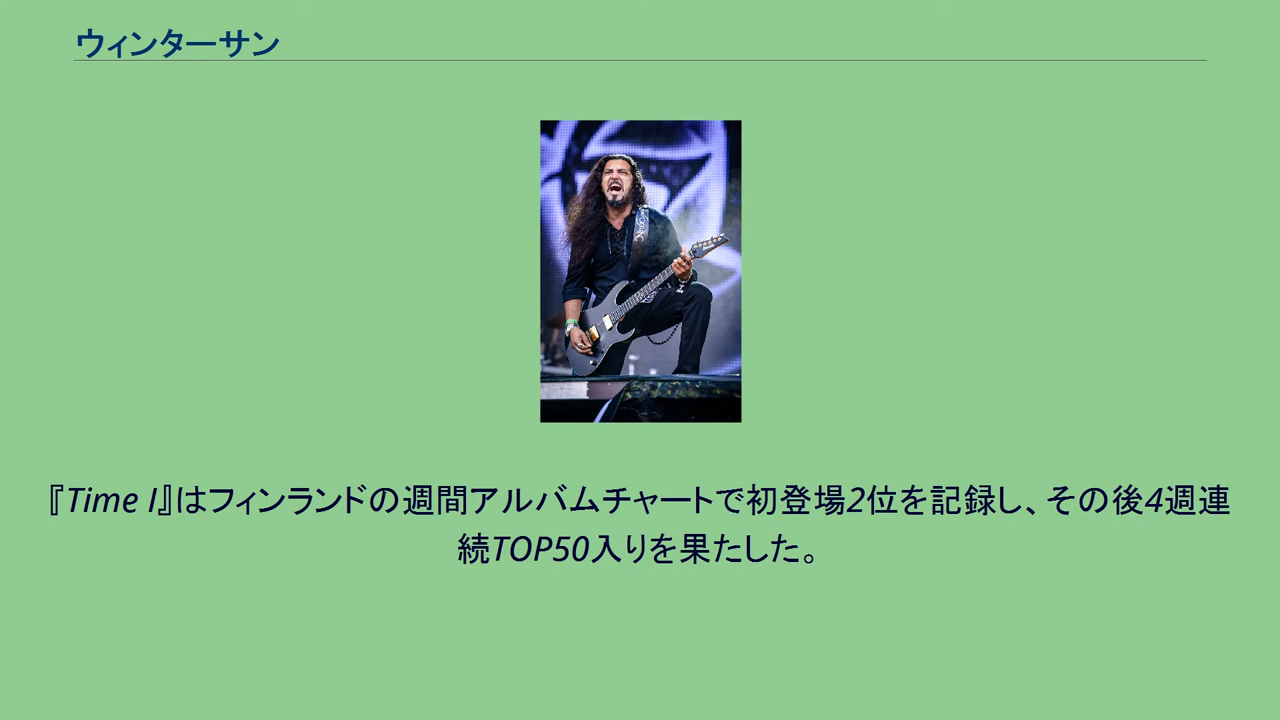 ウィンターサン
『Time I』はフィンランドの週間アルバムチャートで初登場2位を記録し、その後4週連
続TOP50入りを果たした。